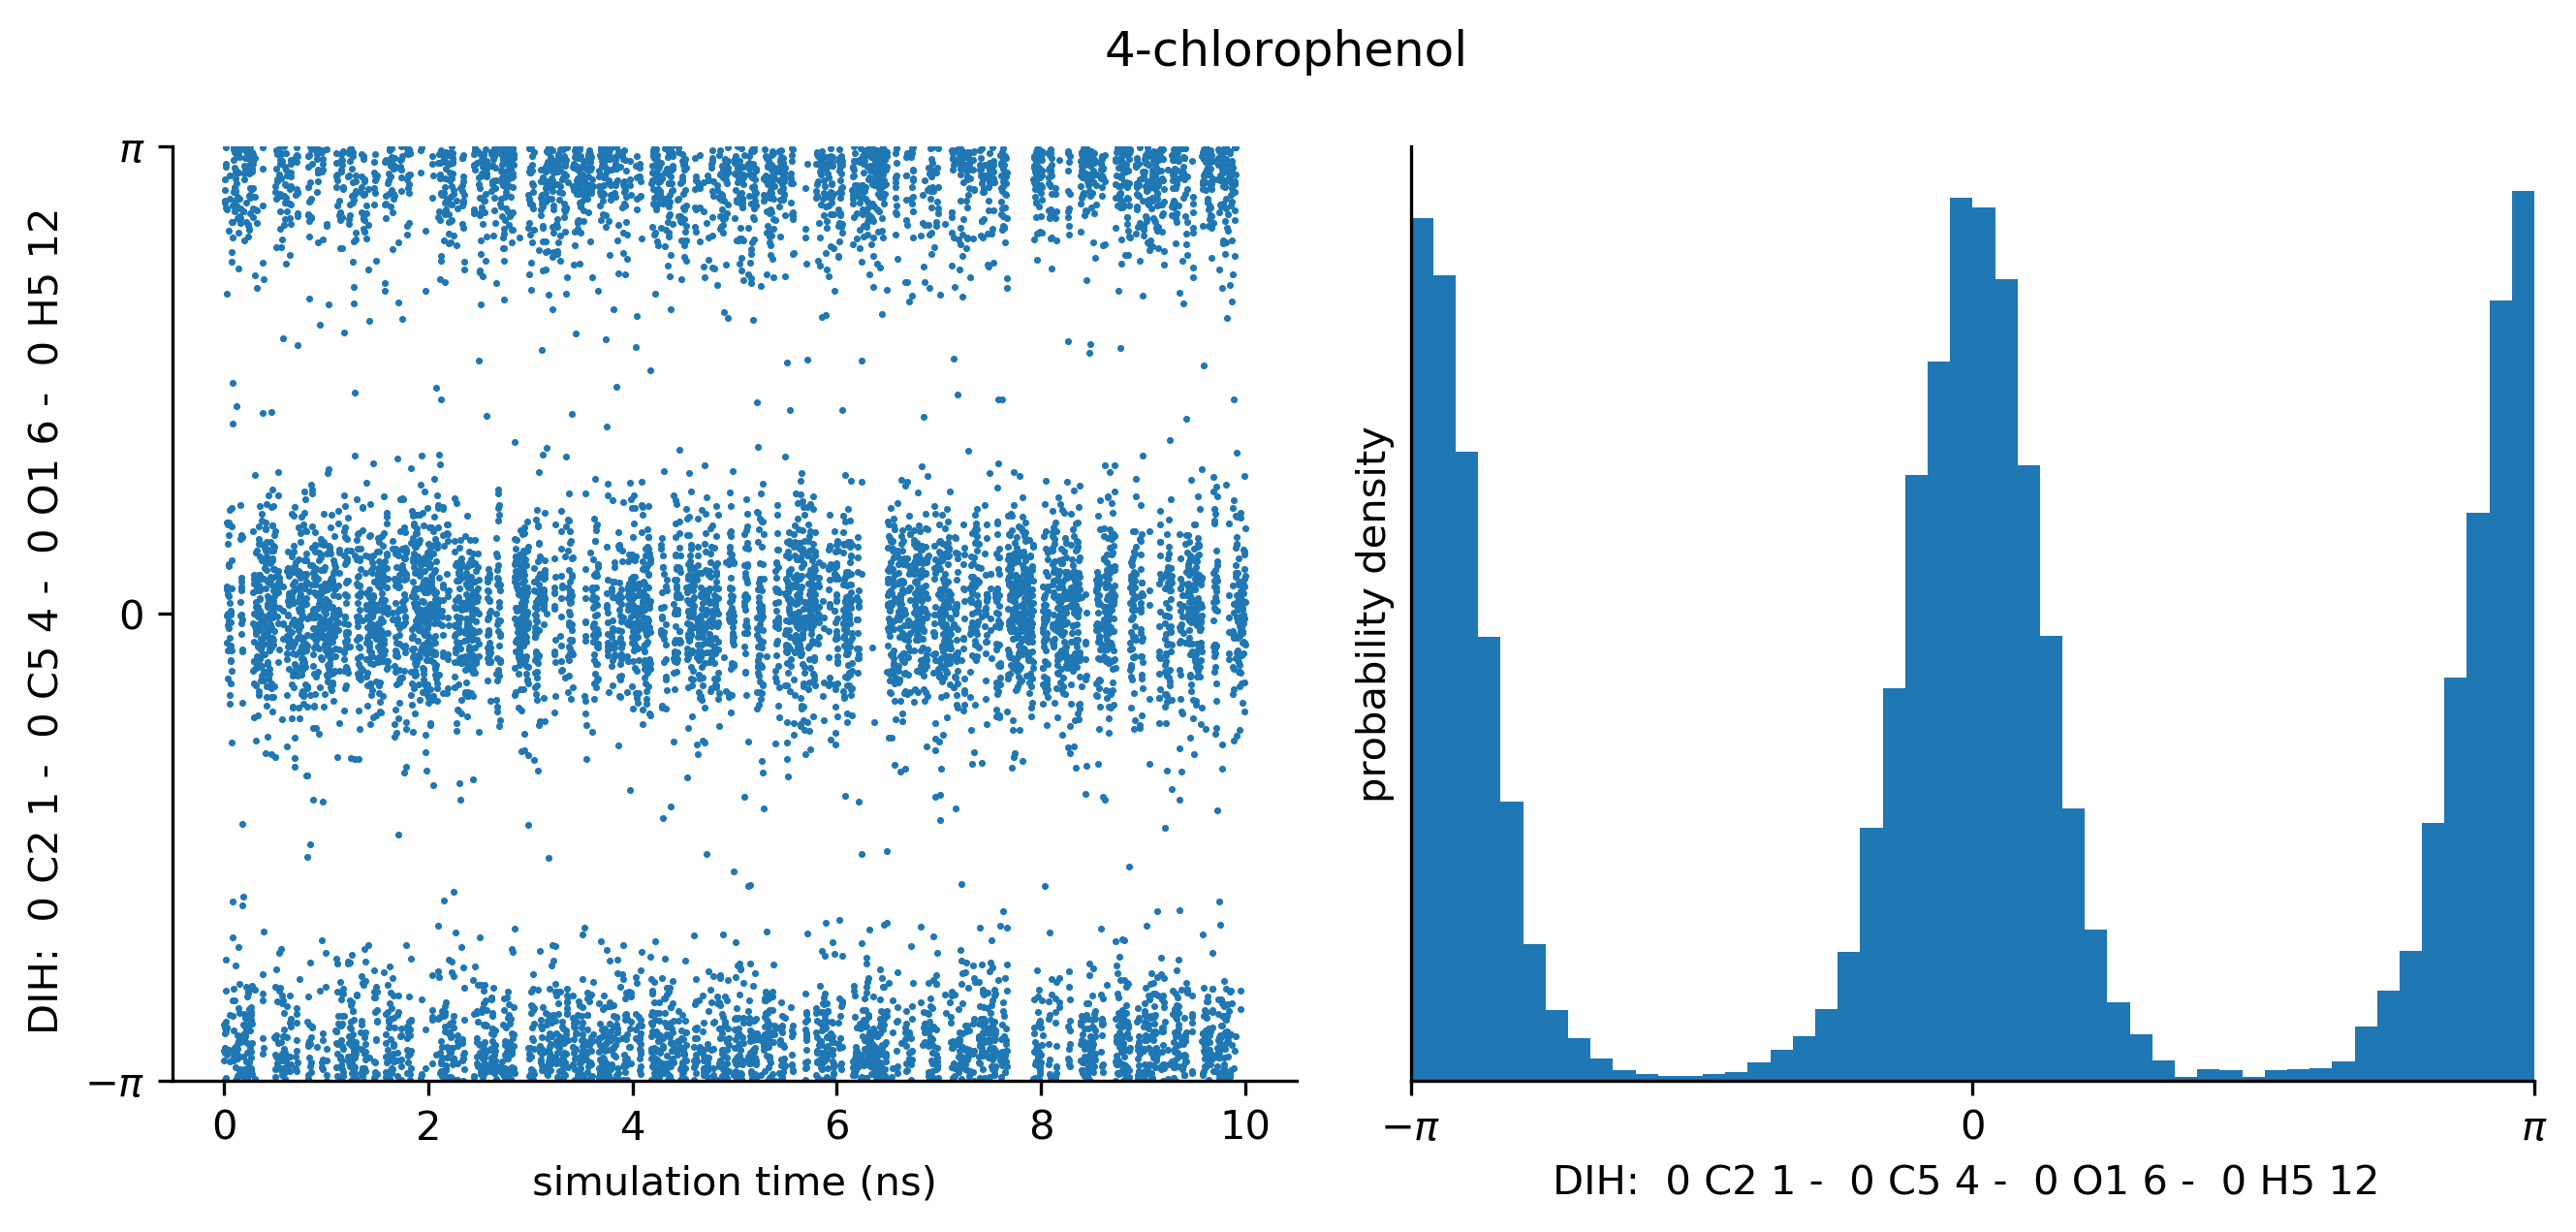 4-chlorophenol
DIH:  0 C2 1 -  0 C5 4 -  0 O1 6 -  0 H5 12
π
0
−π
0 2 4 6 8 10
simulation time (ns)
probability density
−π 0 π
DIH:  0 C2 1 -  0 C5 4 -  0 O1 6 -  0 H5 12